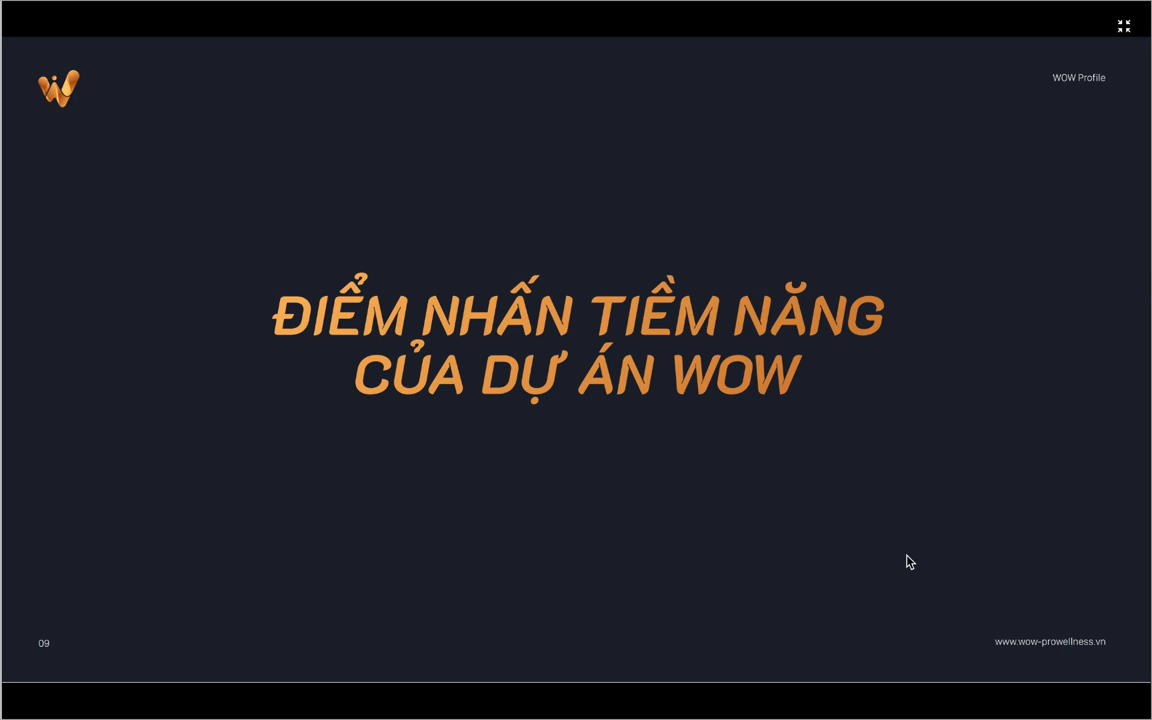 WOW Profile
ĐIỂM NHẤN TIỀM NĂNG
CỦA DỰ ÁN WOW
09
www.wow-prowellness.vn